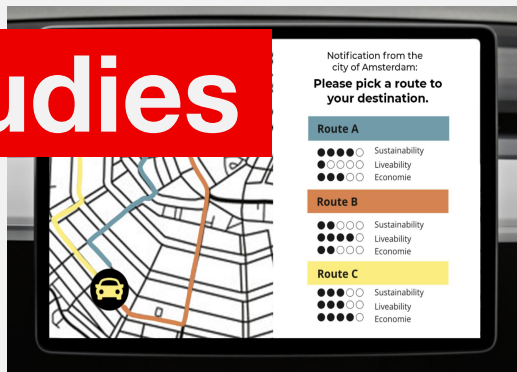 Notification from the
city of Amsterdam:
Please pick a route to
your destination.
Route A
Sustainability
Liveability
Economie
Route B
Sustainability
Liveability
Economie
Route C
Sustainability
Liveability
Economie